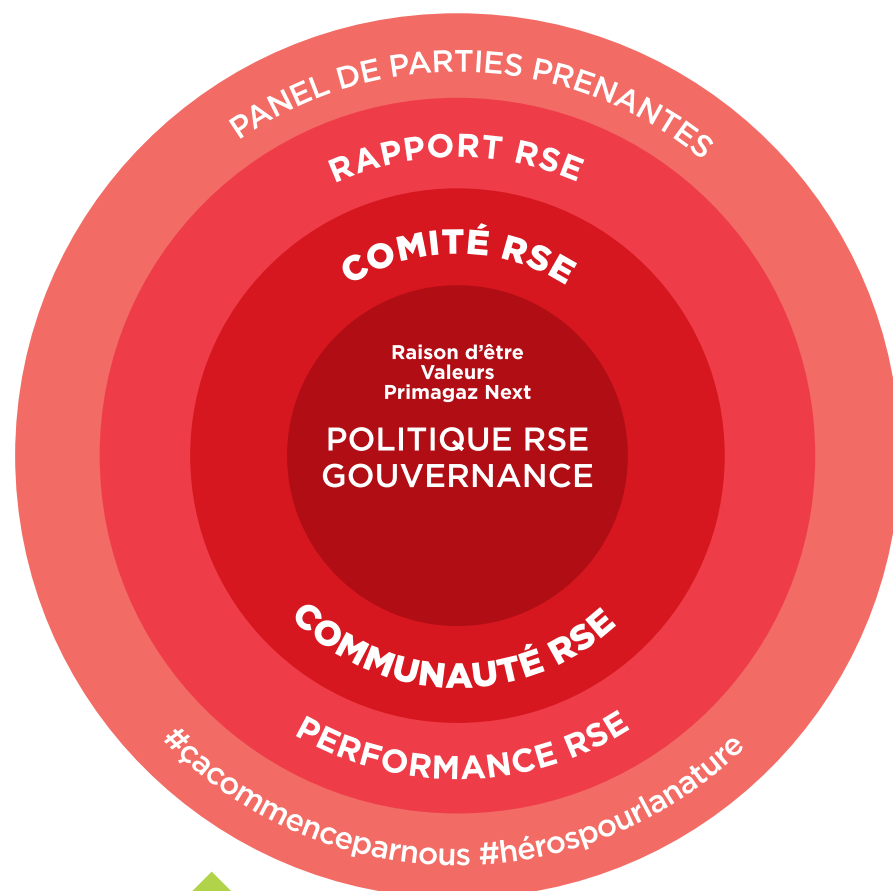 PANEL DE PARTIES PRENANTES
RAPPORT RSE
COMITÉ RSE
Raison d’être
Valeurs
Primagaz Next
POLITIQUE RSE
GOUVERNANCE
COMMUNAUTÉ RSE
PERFORMANCE RSE
#çacommenceparnous #hérospourlanature